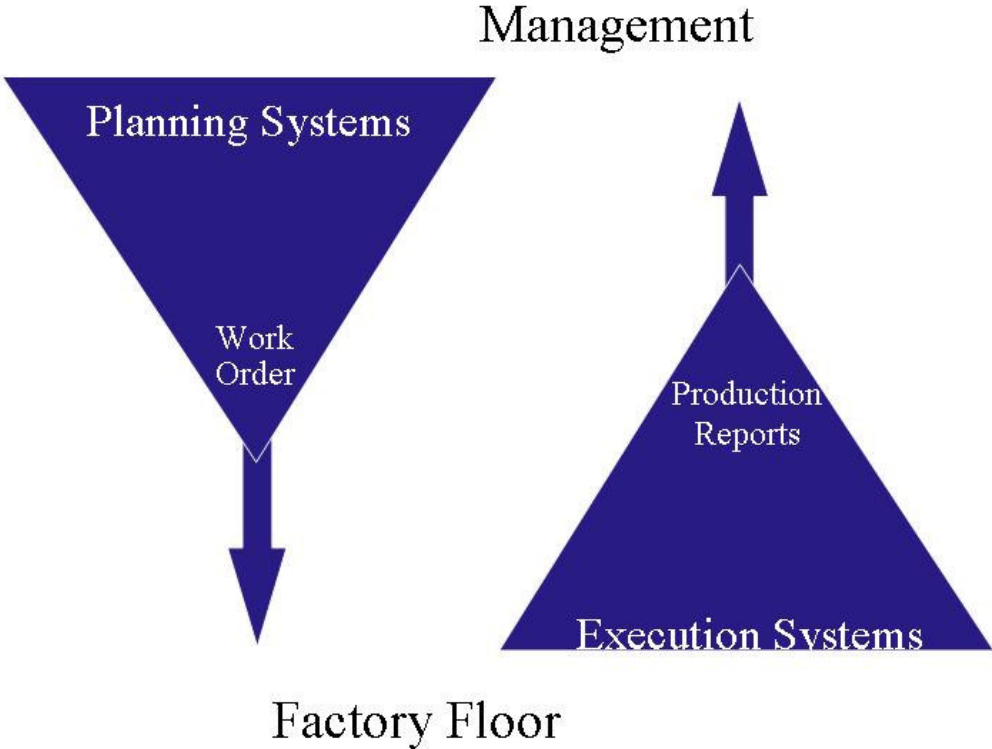 Management
Planning Systems
Work
Order
Production
Reports
Execution Systems
Factory Floor